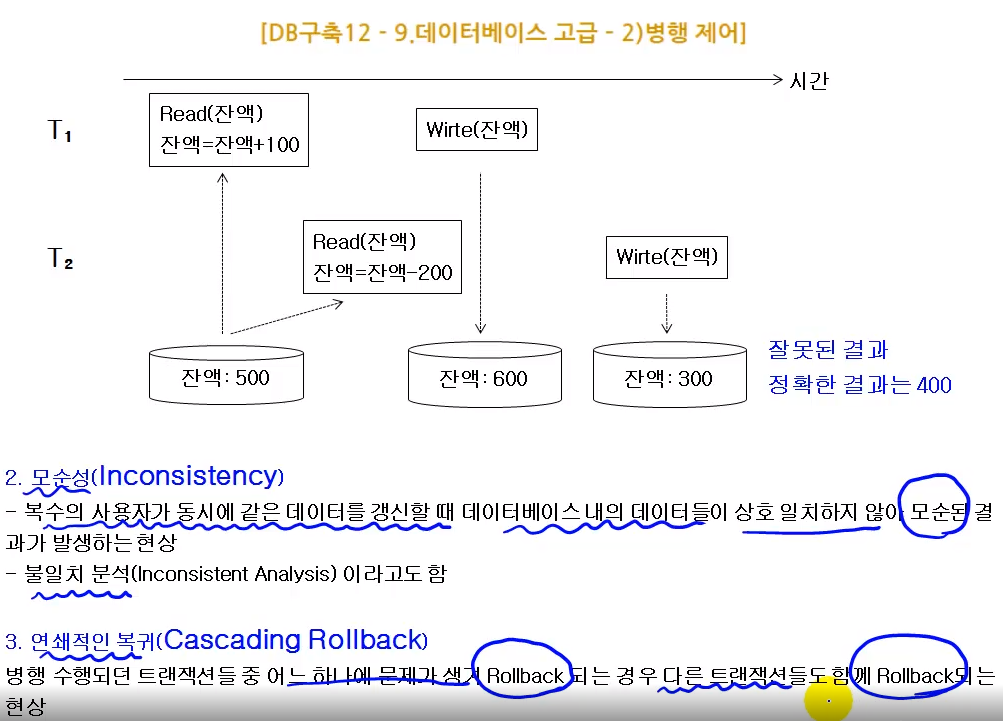 [DB구축12 - 9.데이터베이스 고급 - 2)병행 제어]
시간
T₁
Read(잔액)
잔액=잔액+100
Wirte(잔액)
T₂
Read(잔액)
잔액=잔액-200
Wirte(잔액)
잔액: 500
잔액: 600
잔액: 300
잘못된 결과
정확한 결과는 400
2. 모순성(Inconsistency)
- 복수의 사용자가 동시에 같은 데이터를 갱신할 때 데이터베이스 내의 데이터들이 상호 일치하지 않아 모순된 결
과가 발생하는 현상
- 불일치 분석(Inconsistent Analysis) 이라고도 함
3. 연쇄적인 복귀(Cascading Rollback)
병행 수행되던 트랜잭션들 중 어느 하나에 문제가 생겨 Rollback 되는 경우 다른 트랜잭션들도 함께 Rollback되는
현상